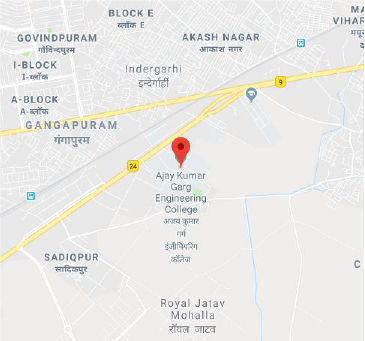 BLOCK E
ब्लॉक E
GOVINDPURAM
गोविन्दपुरम
AKASH NAGAR
आकाश नगर
MA
VIHAR
मयू
I-BLOCK
I-ब्लॉक
Indergarhi
इन्देर्गाही
9
A-BLOCK
A-ब्लॉक
GANGAPURAM
गंगापुरम
24
Ajay Kumar
Garg
Engineering
College
अजय कुमार
गर्ग
इंजीनियरिंग
कॉलेज
SADIQPUR
सादिकपुर
C
Royal Jatav
Mohalla
रॉयल जाटव